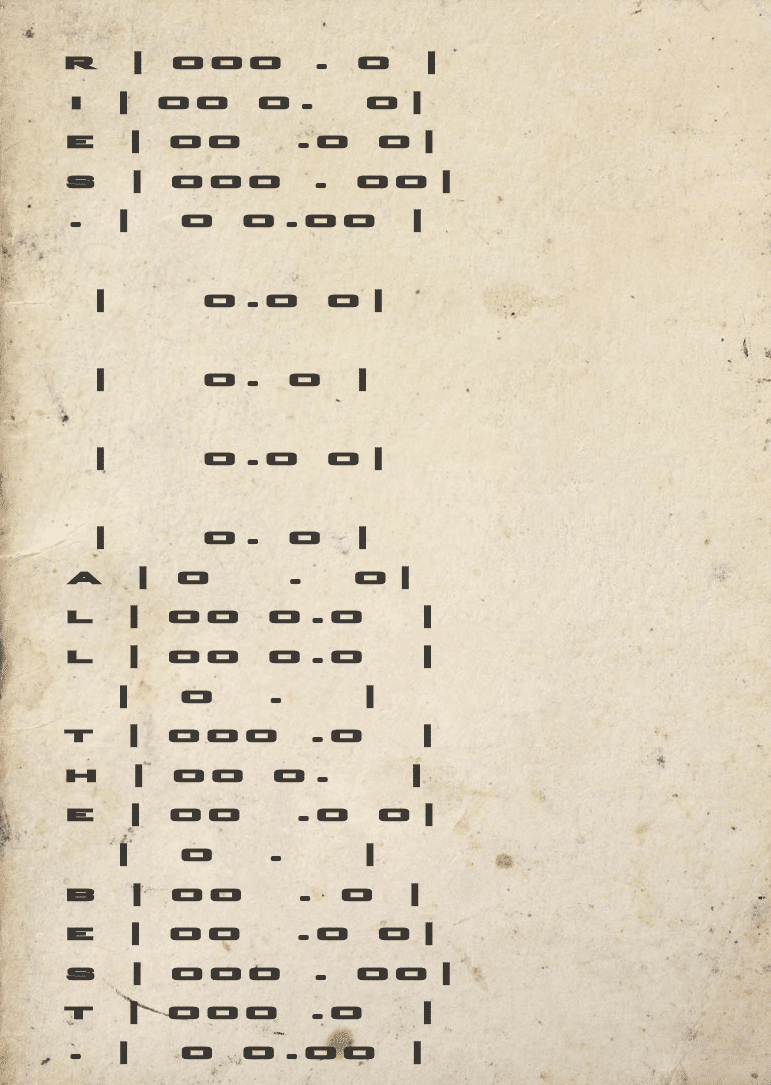 R | ooo . o |
I | oo o.  o|
E | oo  .o o|
S | ooo . oo|
. |  o o.oo |
|   o.o o|
|   o. o |
|   o.o o|
|   o. o |
A | o   .  o|
L | oo o.o  |
L | oo o.o  |
|  o  .   |
T | ooo .o  |
H | oo o.   |
E | oo  .o o|
|  o  .   |
B | oo  . o |
E | oo  .o o|
S | ooo . oo|
T | ooo .o  |
. |  o o.oo |